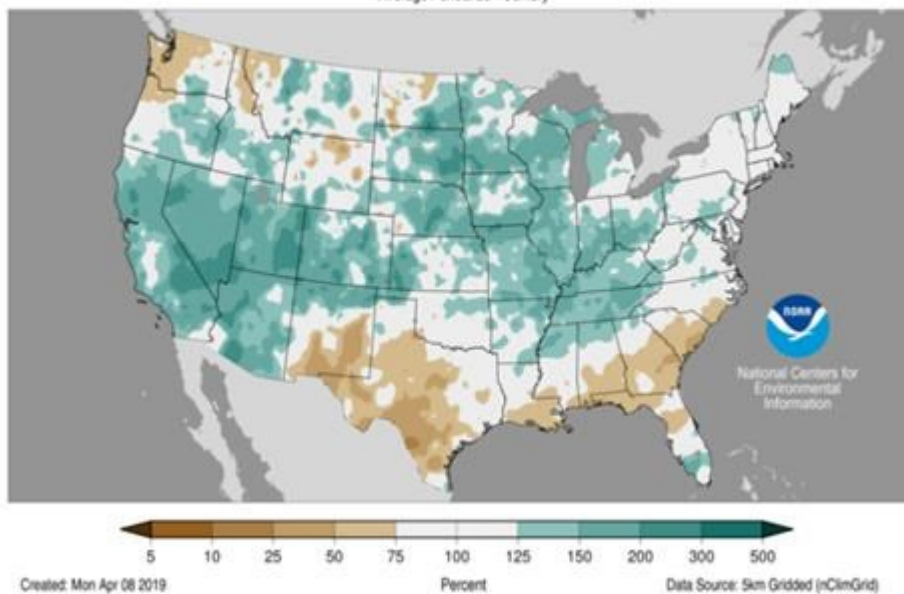 NOAA
National Centers for
Environmental
Information
5 10 25 50 75 100 125 150 200 300 500
Created: Mon Apr 08 2019 Percent Data Source: 5km Gridded (nClimGrid)